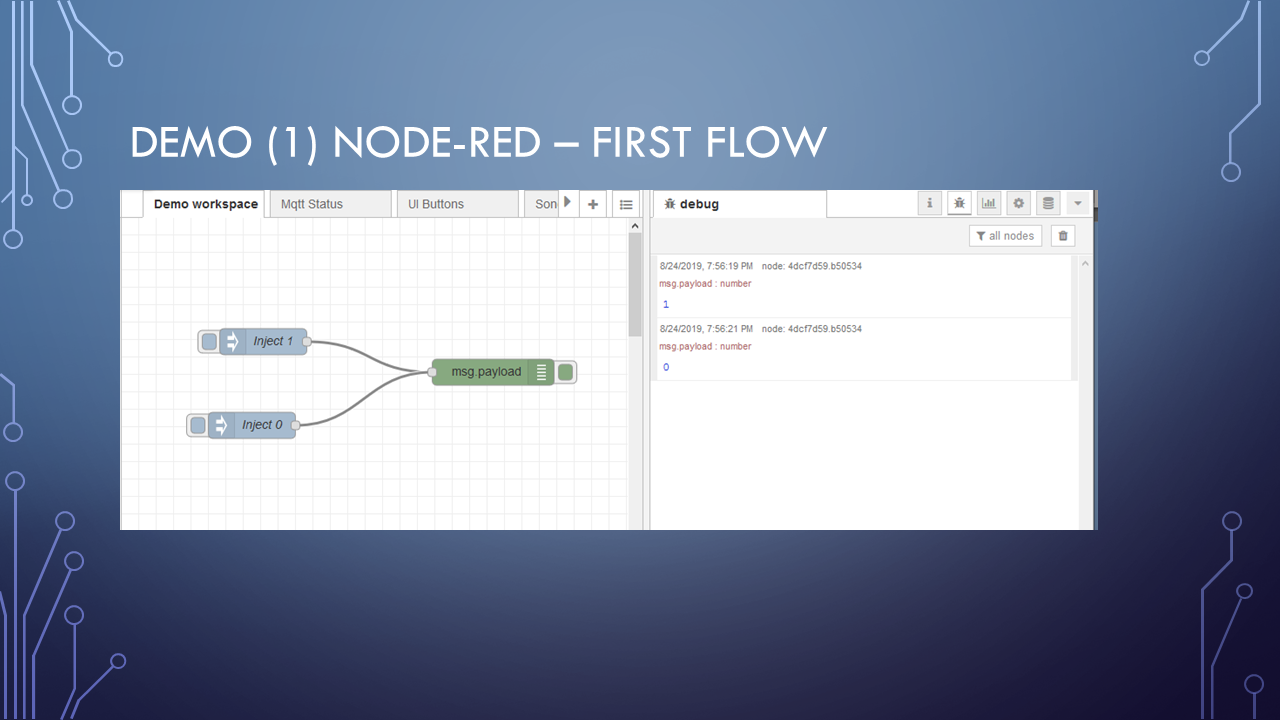 DEMO (1) NODE-RED – FIRST FLOW
Demo workspace
Mqtt Status
UI Buttons
Son
debug
all nodes
8/24/2019, 7:56:19 PM node: 4dcf7d59.b50534
msg.payload : number
1
8/24/2019, 7:56:21 PM node: 4dcf7d59.b50534
msg.payload : number
0
Inject 1
msg.payload
Inject 0